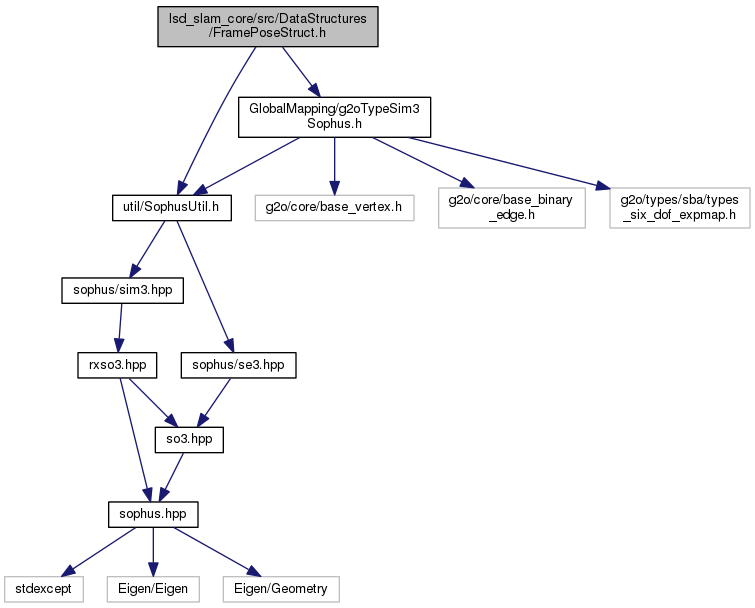 lsd_slam_core/src/DataStructures
/FramePoseStruct.h
GlobalMapping/g2oTypeSim3
Sophus.h
util/SophusUtil.h
g2o/core/base_vertex.h
g2o/core/base_binary
_edge.h
g2o/types/sba/types
_six_dof_expmap.h
sophus/sim3.hpp
rxso3.hpp
sophus/se3.hpp
so3.hpp
sophus.hpp
stdexcept
Eigen/Eigen
Eigen/Geometry